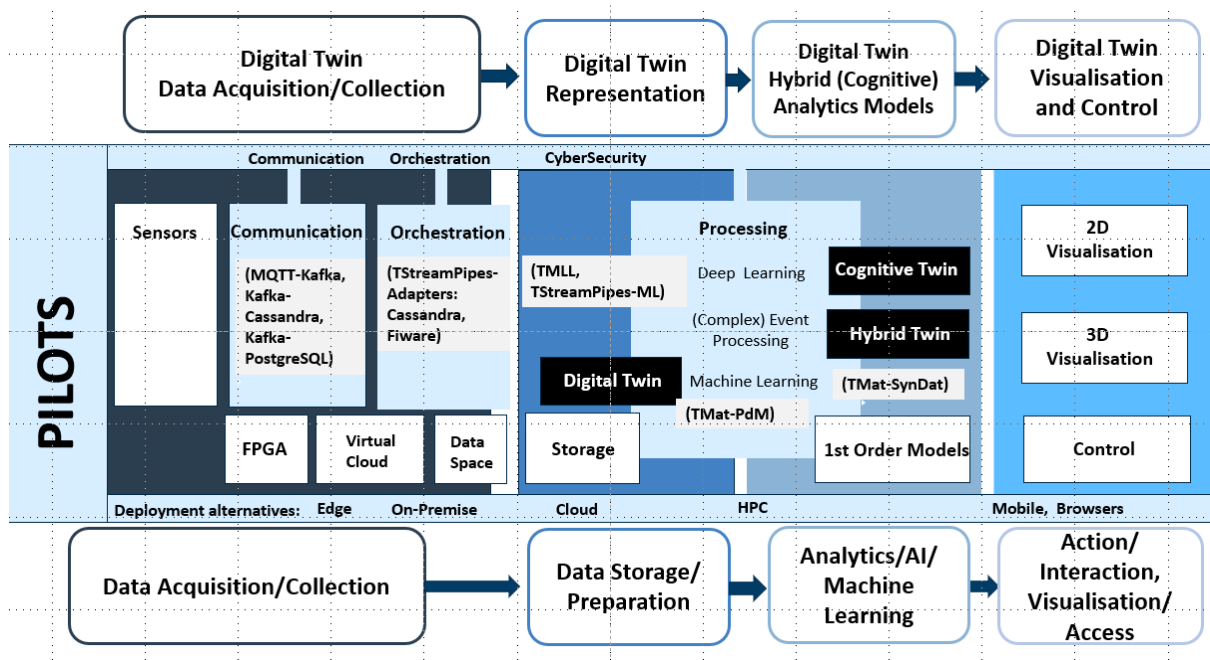 Digital Twin
Data Acquisition/Collection
Digital Twin
Representation
Digital Twin
Hybrid (Cognitive)
Analytics Models
Digital Twin
Visualisation
and Control
Communication
Orchestration
CyberSecurity
PILOTS
Sensors
Communication
(MQTT-Kafka,
Kafka-
Cassandra,
Kafka-
PostgreSQL)
Orchestration
(TStreamPipes-
Adapters:
Cassandra,
Fiware)
(TMLL,
TStreamPipes-ML)
Processing
Deep Learning
(Complex) Event
Processing
Machine Learning
Cognitive Twin
Hybrid Twin
Digital Twin
(TMat-SynDat)
(TMat-PdM)
2D
Visualisation
3D
Visualisation
FPGA
Virtual
Cloud
Data
Space
Storage
1st Order Models
Control
Deployment alternatives:
Edge
On-Premise
Cloud
HPC
Mobile, Browsers
Data Acquisition/Collection
Data Storage/
Preparation
Analytics/AI/
Machine
Learning
Action/
Interaction,
Visualisation/
Access